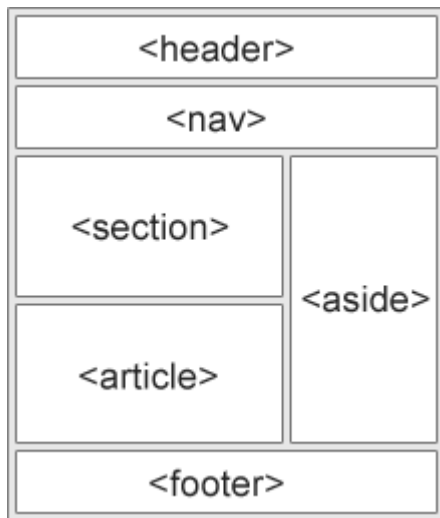 <header>
<nav>
<section>
<aside>
<article>
<footer>